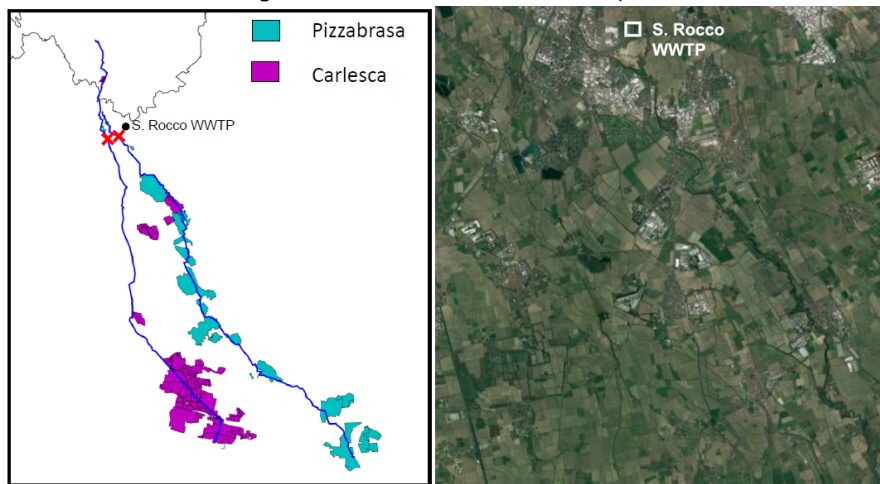 Pizzabrasa
Carlesca
S. Rocco WWTP
S. Rocco
WWTP